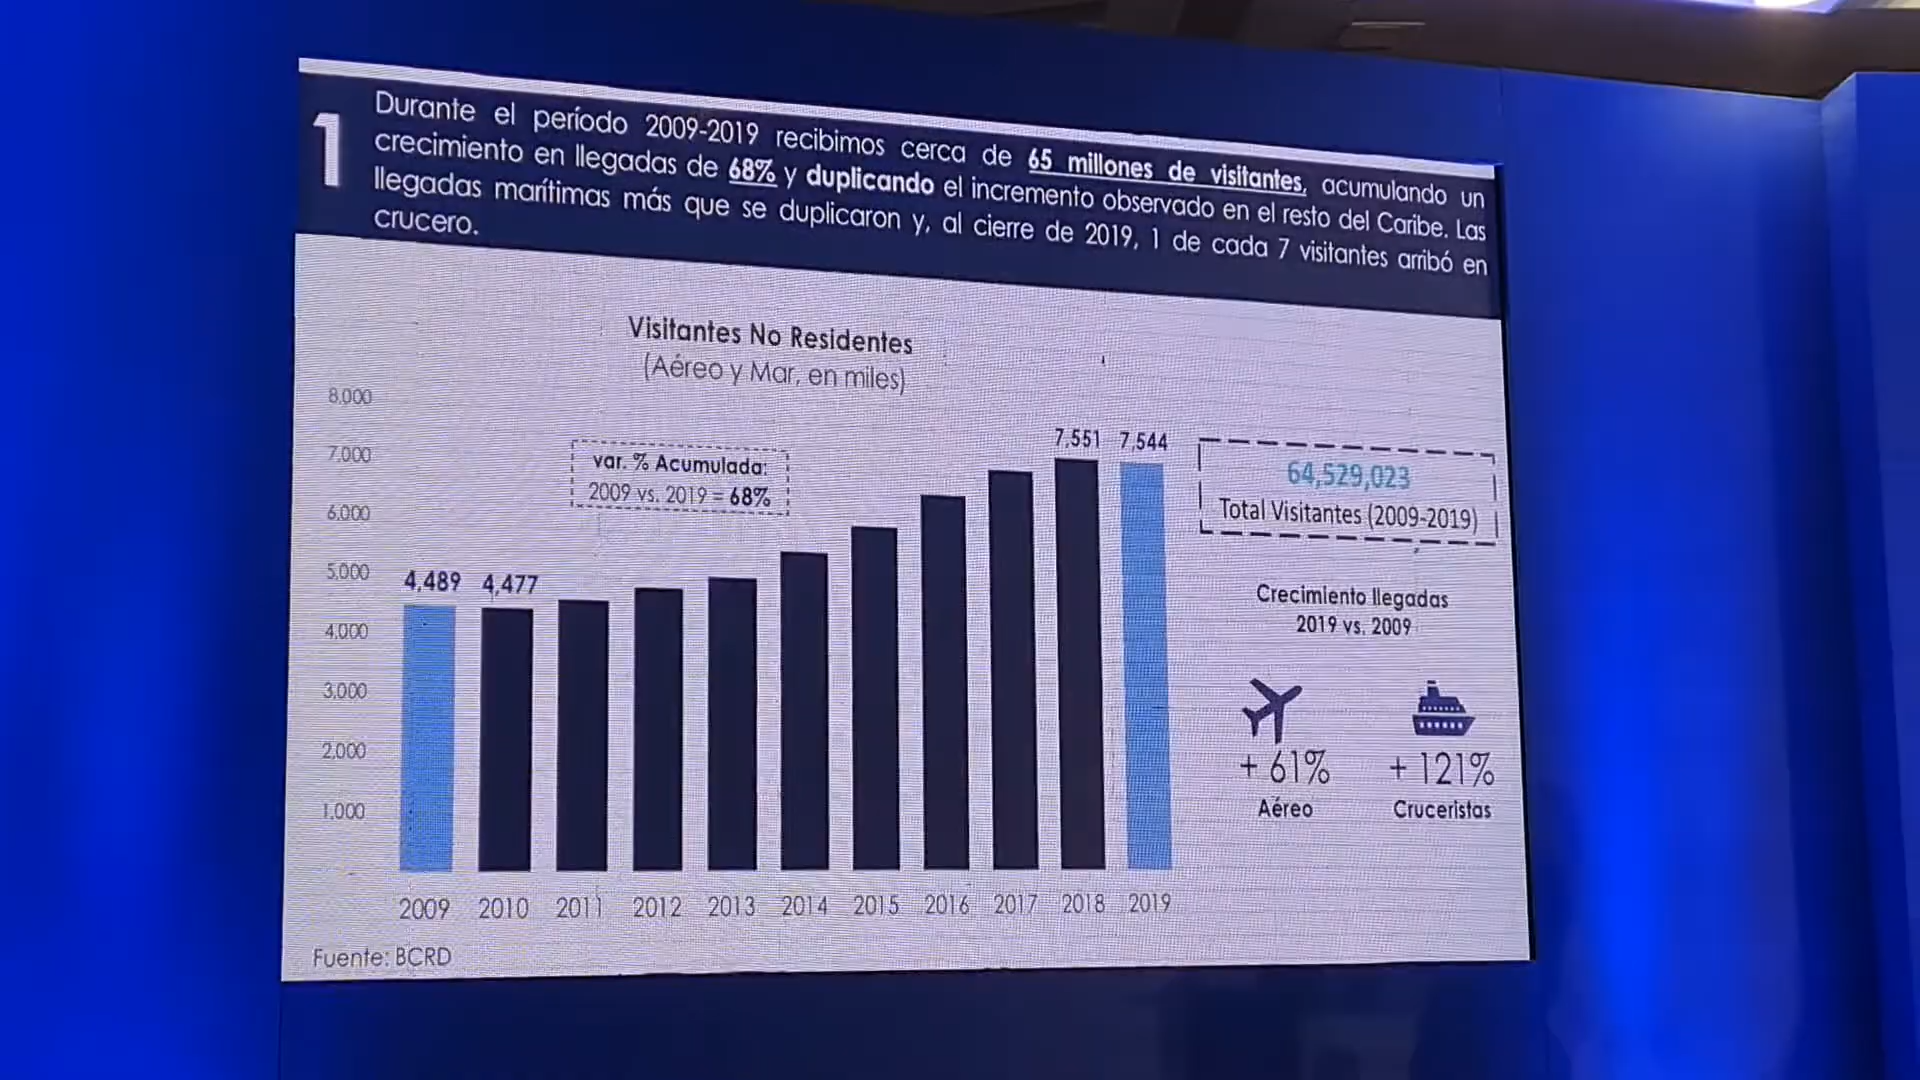 1
Durante el período 2009-2019 recibimos cerca de 65 millones de visitantes, acumulando un
crecimiento en llegadas de 68% y duplicando el incremento observado en el resto del Caribe. Las
llegadas marítimas más que se duplicaron y, al cierre de 2019, 1 de cada 7 visitantes arribó en
crucero.
Visitantes No Residentes
(Aéreo y Mar, en miles)
8,000
7,000
6,000
5,000
4,000
3,000
2,000
1,000
var. % Acumulada:
2009 vs. 2019 = 68%
4,489 4,477
7,551 7,544
64,529,023
Total Visitantes (2009-2019)
Crecimiento llegadas
2019 vs. 2009
+ 61% + 121%
Aéreo Cruceristas
2009 2010 2011 2012 2013 2014 2015 2016 2017 2018 2019
Fuente: BCRD